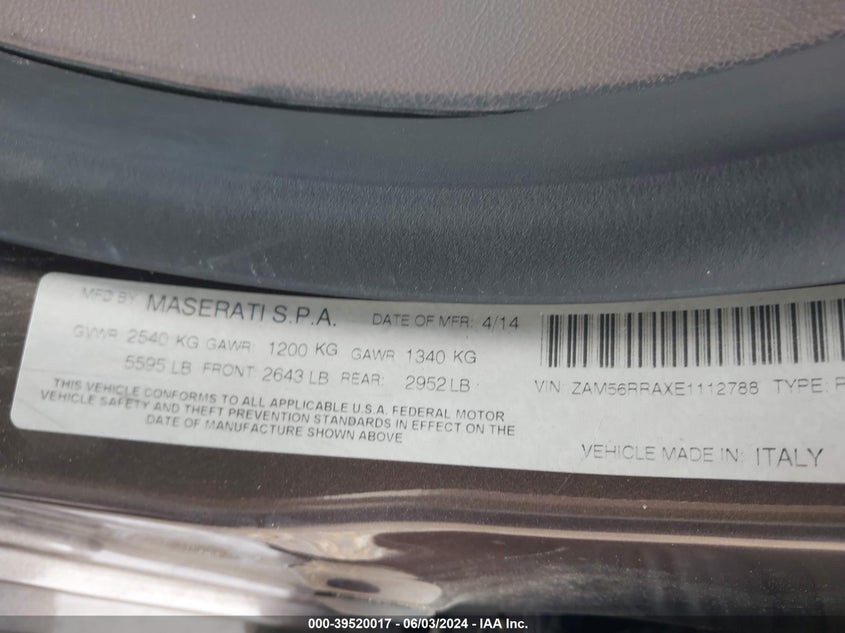 MFD BY MASERATI S.P.A. DATE OF MFR: 4/14
GVWR 2540 KG GAWR: 1200 KG GAWR 1340 KG
5595 LB FRONT: 2643 LB REAR: 2952 LB
THIS VEHICLE CONFORMS TO ALL APPLICABLE U.S.A. FEDERAL MOTOR
VEHICLE SAFETY AND THEFT PREVENTION STANDARDS IN EFFECT ON THE
DATE OF MANUFACTURE SHOWN ABOVE
VIN: ZAM56RRAXE1112788 TYPE: P
VEHICLE MADE IN: ITALY
000-39520017 - 06/03/2024 - IAA Inc.